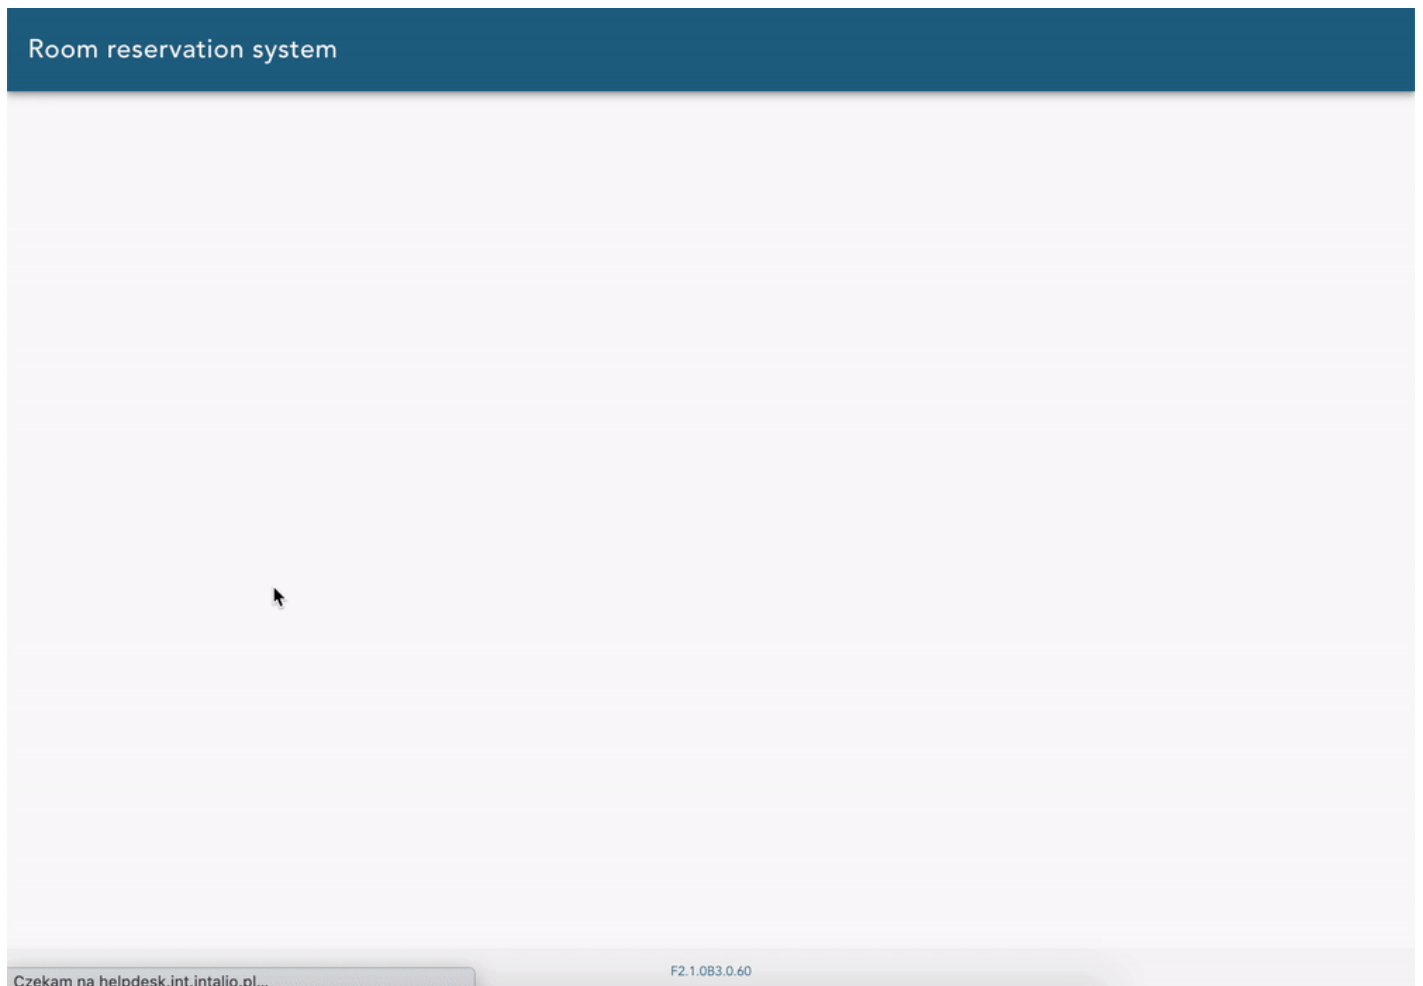 Room reservation system
F2.1.0B3.0.60
Czekam na helpdesk.int.intalio.pl...